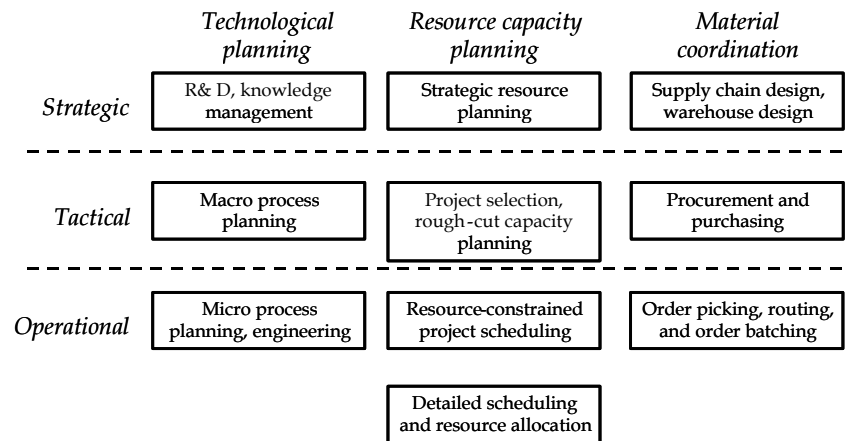 Technological
planning
Resource capacity
planning
Material
coordination
Strategic
R& D, knowledge
management
Strategic resource
planning
Supply chain design,
warehouse design
Tactical
Macro process
planning
Project selection,
rough-cut capacity
planning
Procurement and
purchasing
Operational
Micro process
planning, engineering
Resource-constrained
project scheduling
Order picking, routing,
and order batching
Detailed scheduling
and resource allocation